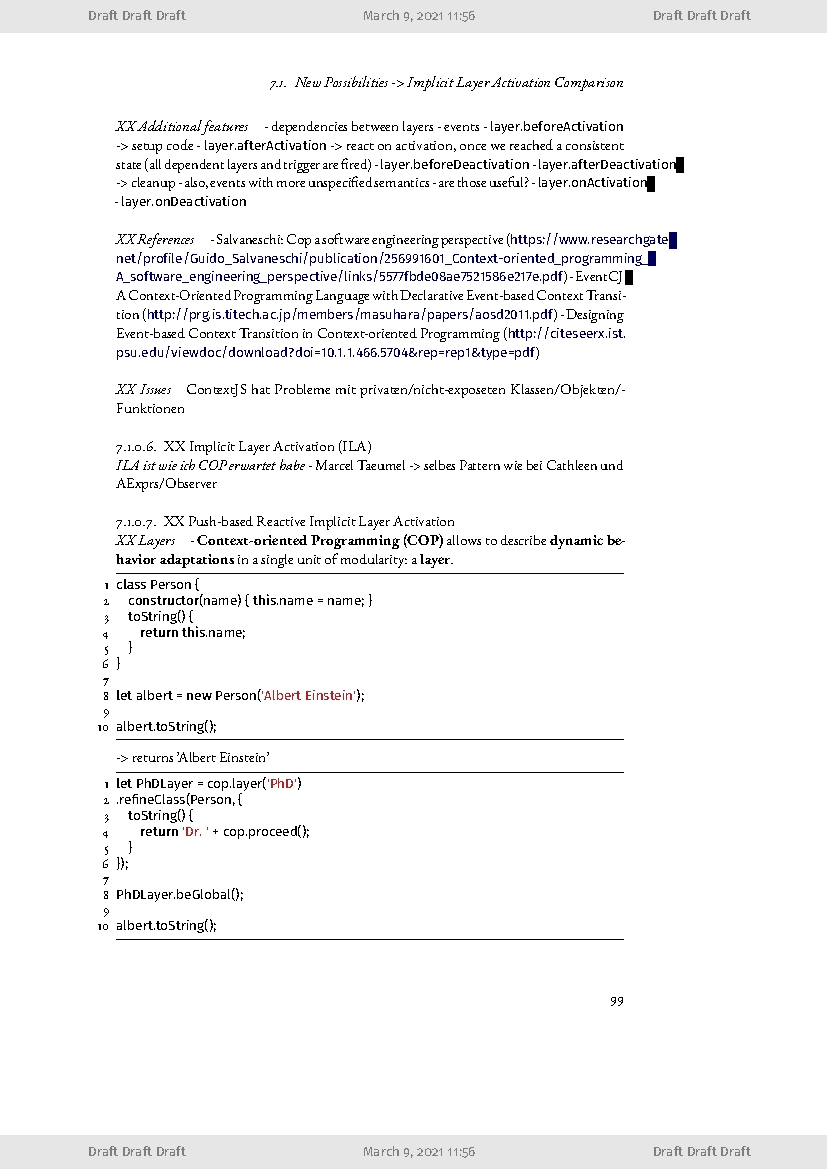 Draft Draft Draft March 9, 2021 11:56 Draft Draft Draft
7.1. New Possibilities -> Implicit Layer Activation Comparison
XX Additional features - dependencies between layers - events - layer.beforeActivation
-> setup code - layer.afterActivation -> react on activation, once we reached a consistent
state (all dependent layers and trigger are fired) - layer.beforeDeactivation - layer.afterDeactivation
-> cleanup - also, events with more unspecified semantics - are those useful? - layer.onActivation
- layer.onDeactivation
XX References - Salvaneschi: Cop a software engineering perspective (https://www.researchgate.
net/profile/Guido_Salvaneschi/publication/256991601_Context-oriented_programming_
A_software_engineering_perspective/links/5577fbde08ae7521586e217e.pdf) - EventCJ
A Context-Oriented Programming Language with Declarative Event-based Context Transi-
tion (http://prg.is.titech.ac.jp/members/masuhara/papers/aosd2011.pdf) - Designing
Event-based Context Transition in Context-oriented Programming (http://citeseerx.ist.
psu.edu/viewdoc/download?doi=10.1.1.466.5704&rep=rep1&type=pdf)
XX Issues ContextJS hat Probleme mit privaten/nicht-exposeten Klassen/Objekten/-
Funktionen
7.1.0.6. XX Implicit Layer Activation (ILA)
ILA ist wie ich COP erwartet habe - Marcel Taeumel -> selbes Pattern wie bei Cathleen und
AExprs/Observer
7.1.0.7. XX Push-based Reactive Implicit Layer Activation
XX Layers - Context-oriented Programming (COP) allows to describe dynamic be-
havior adaptations in a single unit of modularity: a layer.
1 class Person {
2 constructor(name) { this.name = name; }
3 toString() {
4 return this.name;
5 }
6 }
7
8 let albert = new Person('Albert Einstein');
9
10 albert.toString();
-> returns 'Albert Einstein'
1 let PhDLayer = cop.layer('PhD')
2 .refineClass(Person, {
3 toString() {
4 return 'Dr. ' + cop.proceed();
5 }
6 });
7
8 PhDLayer.beGlobal();
9
10 albert.toString();
99
Draft Draft Draft March 9, 2021 11:56 Draft Draft Draft